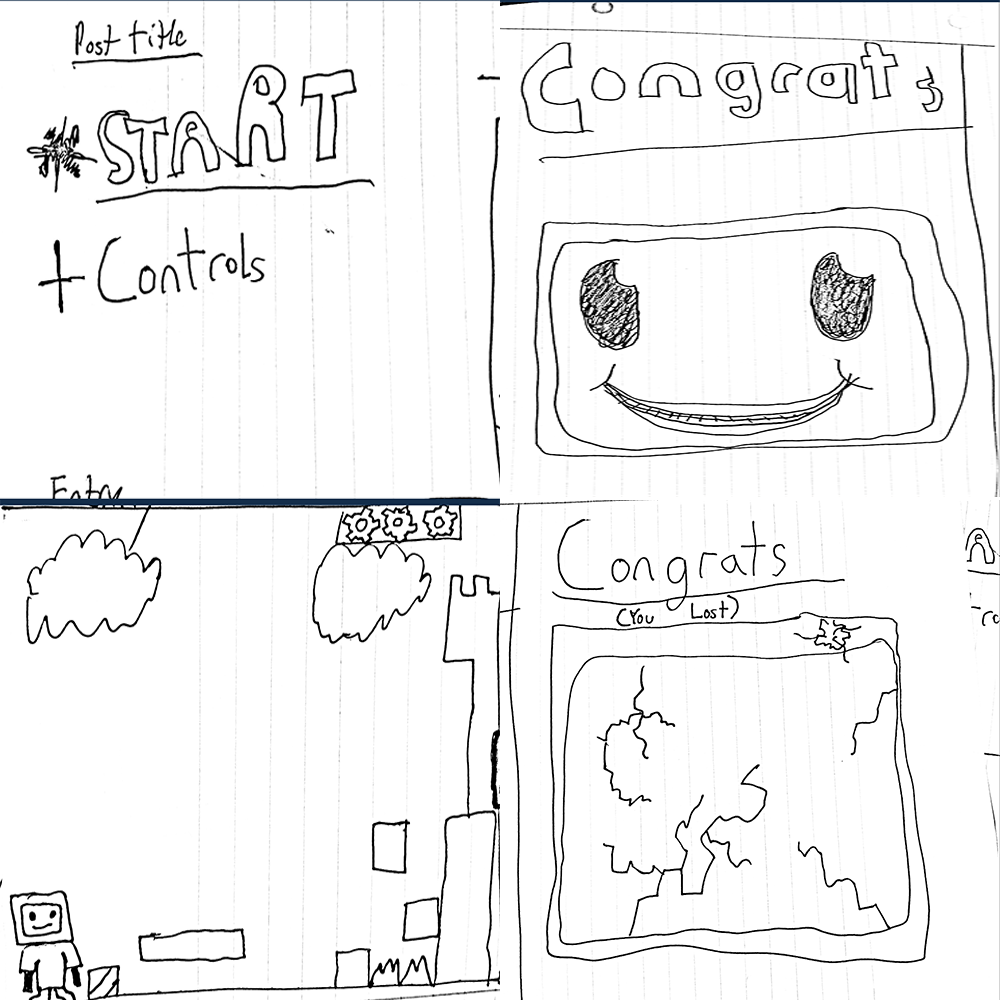 Post title
START
+ Controls
Entry
Congrats
Congrats
(You Lost)